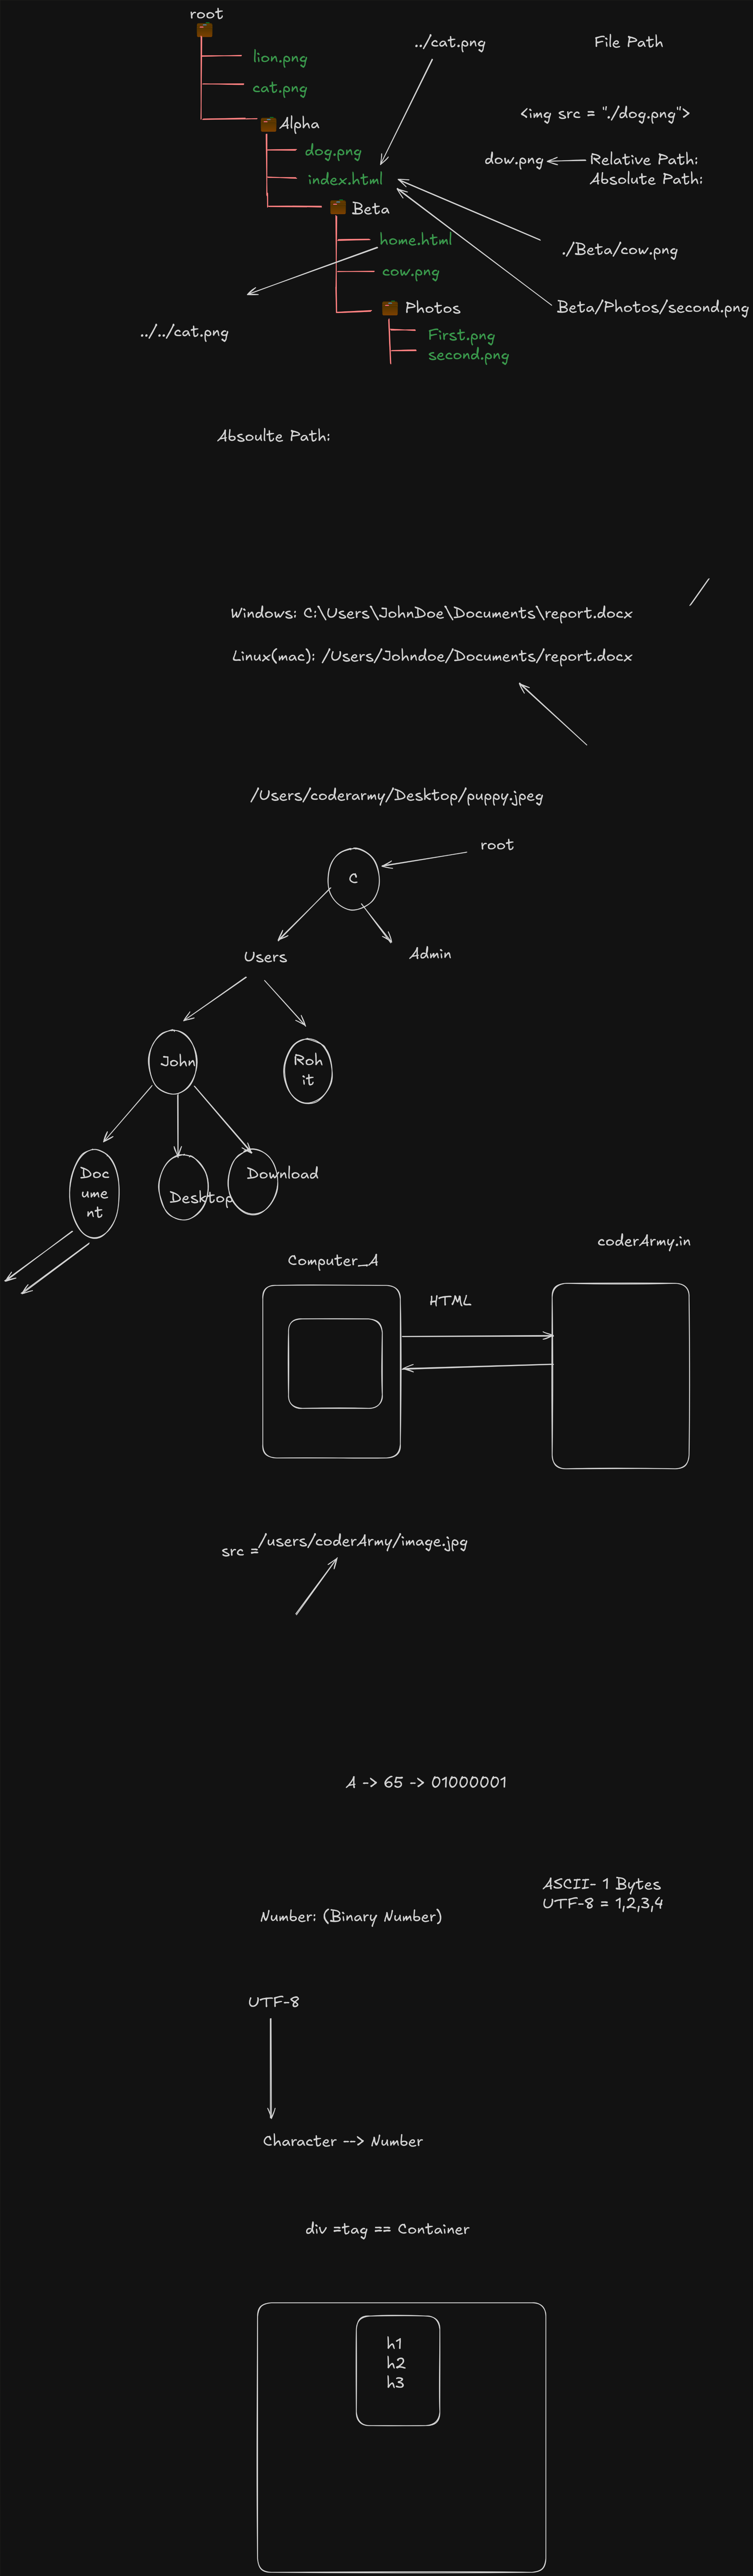 root
../cat.png
File Path
lion.png
cat.png
<img src = "./dog.png">
Alpha
dog.png
dow.png
Relative Path:
index.html
Absolute Path:
Beta
home.html
./Beta/cow.png
cow.png
Photos
Beta/Photos/second.png
../../cat.png
First.png
second.png
Absoulte Path:
Windows: C:\Users\JohnDoe\Documents\report.docx
Linux(mac): /Users/Johndoe/Documents/report.docx
/Users/coderarmy/Desktop/puppy.jpeg
root
C
Users
Admin
John
Roh
it
Doc
ume
nt
Desktop
Download
coderArmy.in
Computer_A
HTML
src =
/users/coderArmy/image.jpg
A -> 65 -> 01000001
ASCII- 1 Bytes
UTF-8 = 1,2,3,4
Number: (Binary Number)
UTF-8
Character --> Number
div =tag == Container
h1
h2
h3